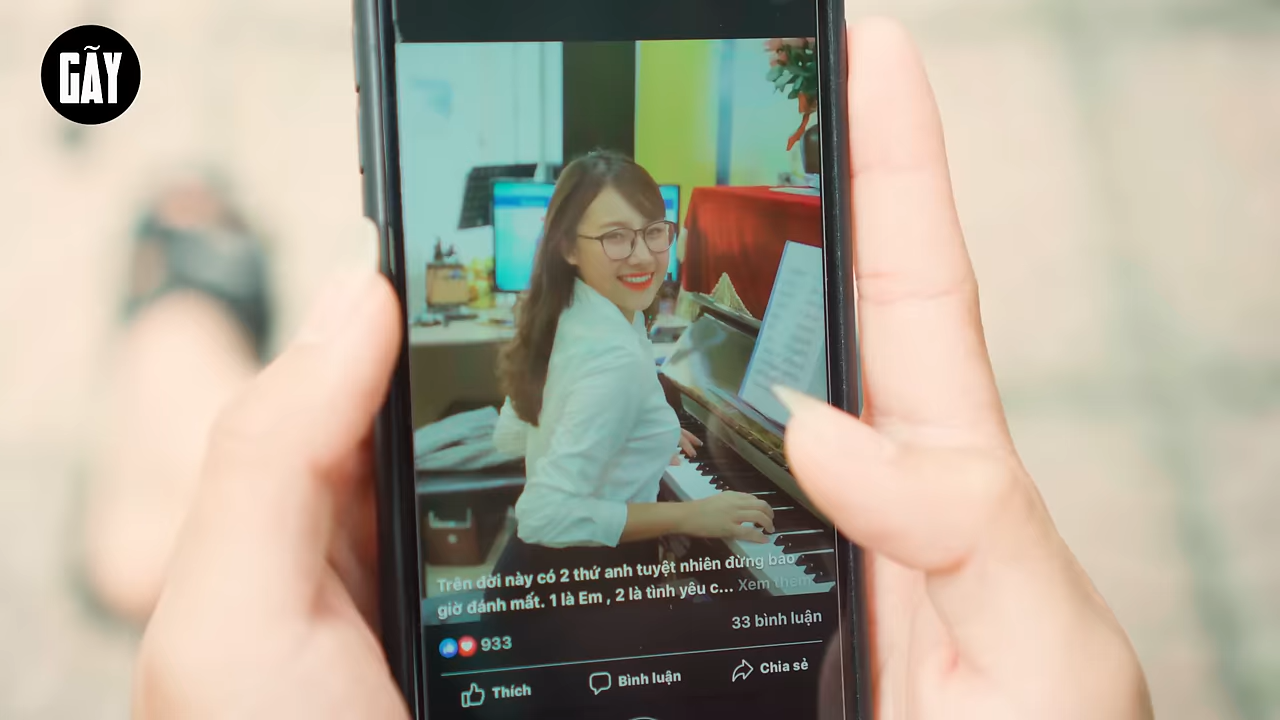 GÃY
Trên đời này có 2 thứ anh tuyệt nhiên đừng bao
giờ đánh mất. 1 là Em , 2 là tình yêu c... Xem thêm
33 bình luận
933
Thích
Bình luận
Chia sẻ